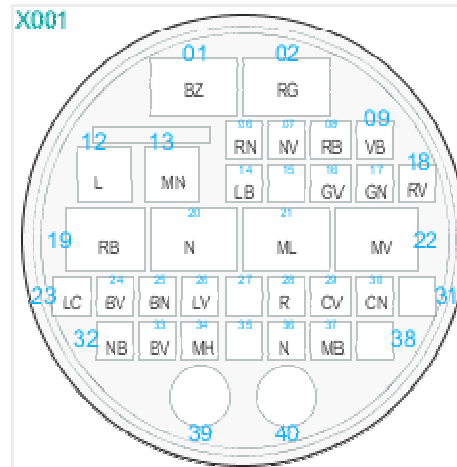 X001
01 02
BZ RG
06 07 08 09
RN NV RB VB
12 13
L MN
14 15 16 17 18
LB GV GN RV
20 21
19 RB N ML MV 22
24 25 26 27 28 29 30
23 LC BV BN LV R CV CN 31
33 34 35 36 37
32 NB BV MH N MB 38
39 40